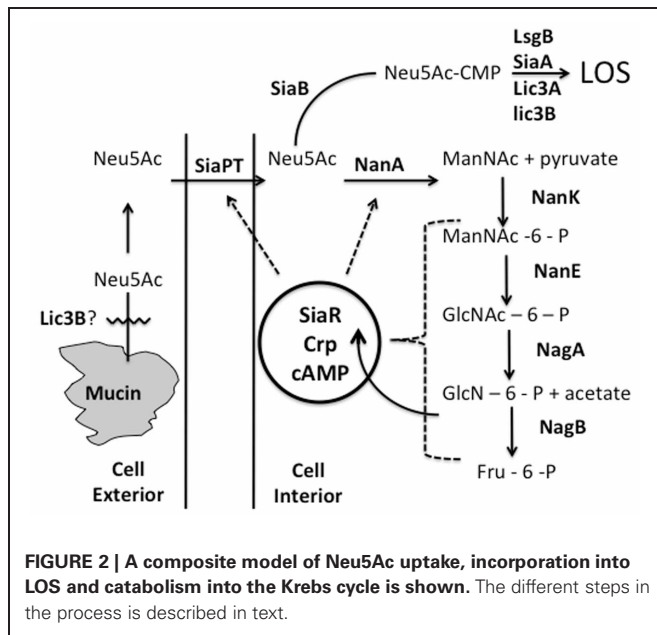 LsgB
SiaA
Lic3A
lic3B
Neu5Ac-CMP
LOS
SiaB
Neu5Ac
SiaPT
Neu5Ac
NanA
ManNAc + pyruvate
NanK
ManNAc -6 - P
NanE
GlcNAc – 6 – P
NagA
GlcN – 6 - P + acetate
NagB
Fru - 6 -P
Neu5Ac
Lic3B?
Mucin
SiaR
Crp
cAMP
Cell
Exterior
Cell
Interior
FIGURE 2 | A composite model of Neu5Ac uptake, incorporation into
LOS and catabolism into the Krebs cycle is shown. The different steps in
the process is described in text.